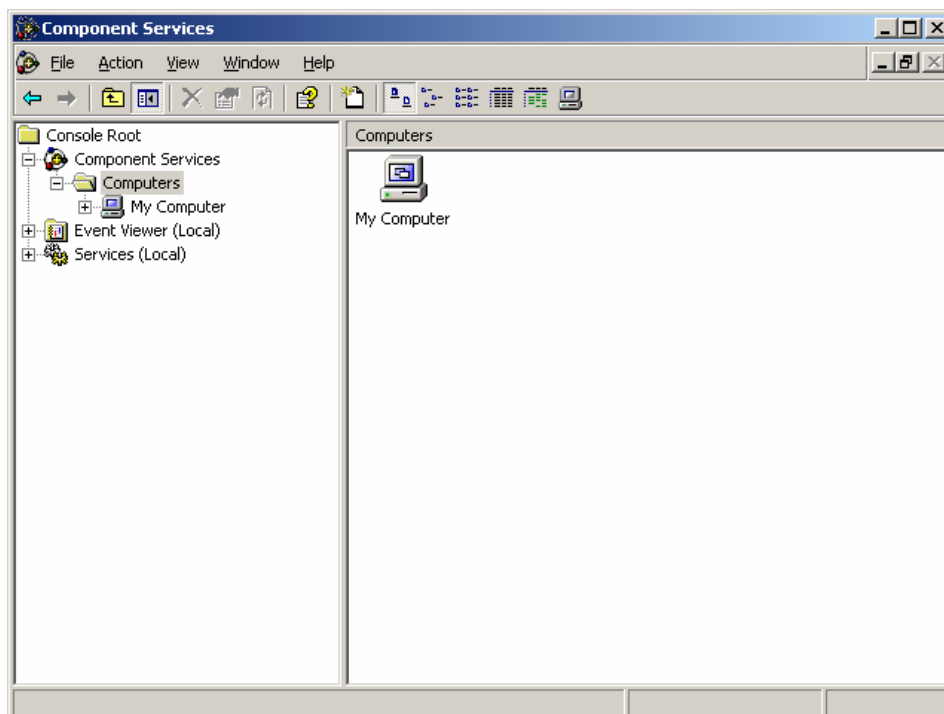 Component Services
File Action View Window Help
Console Root
Component Services
Computers
My Computer
Event Viewer (Local)
Services (Local)
Computers
My Computer